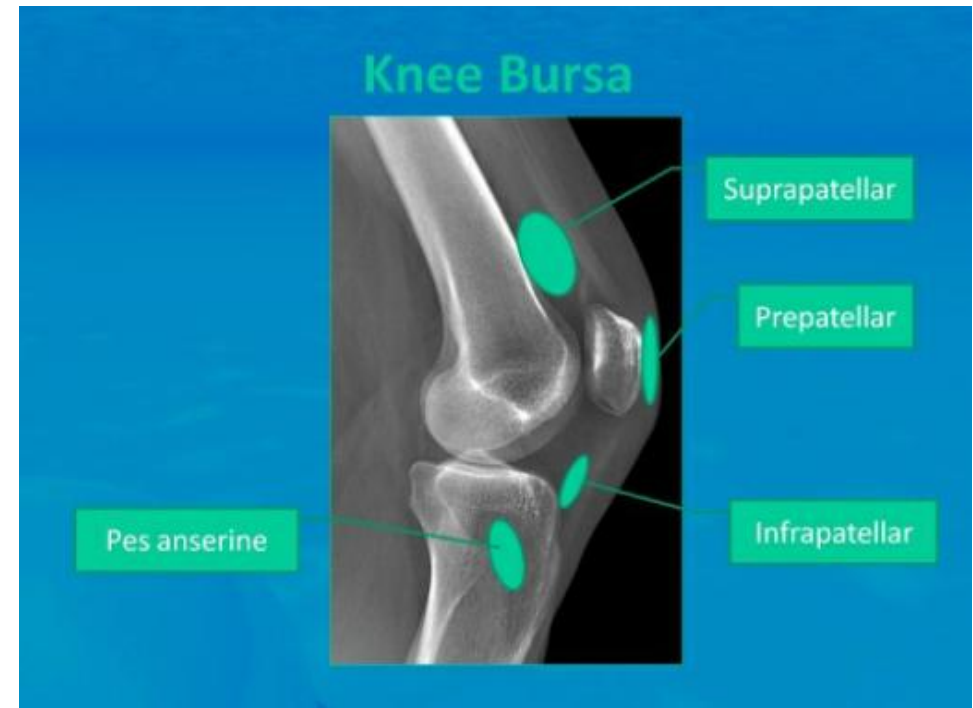 Knee Bursa
Suprapatellar
Prepatellar
Infrapatellar
Pes anserine